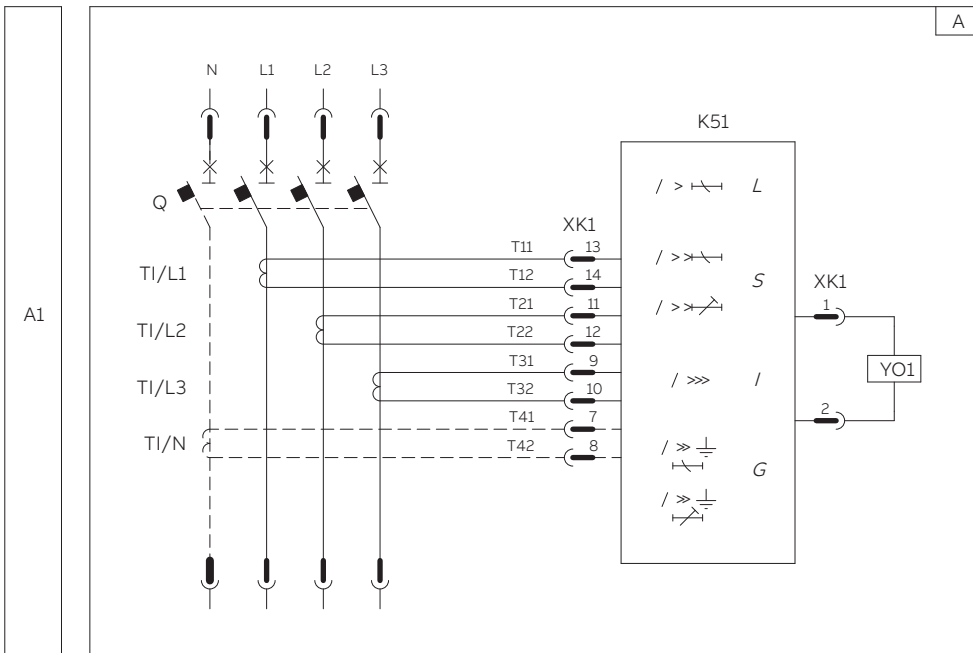 A
N L1 L2 L3
K51
/ > L
Q
XK1
T11 13
/ >>
TI/L1
T12 14
S
XK1
A1
T21 11
/ >>
1
TI/L2
T22 12
T31 9
YO1
/ >>> I
TI/L3
T32 10
T41 7
2
TI/N
T42 8
/ >>
G
/ >>